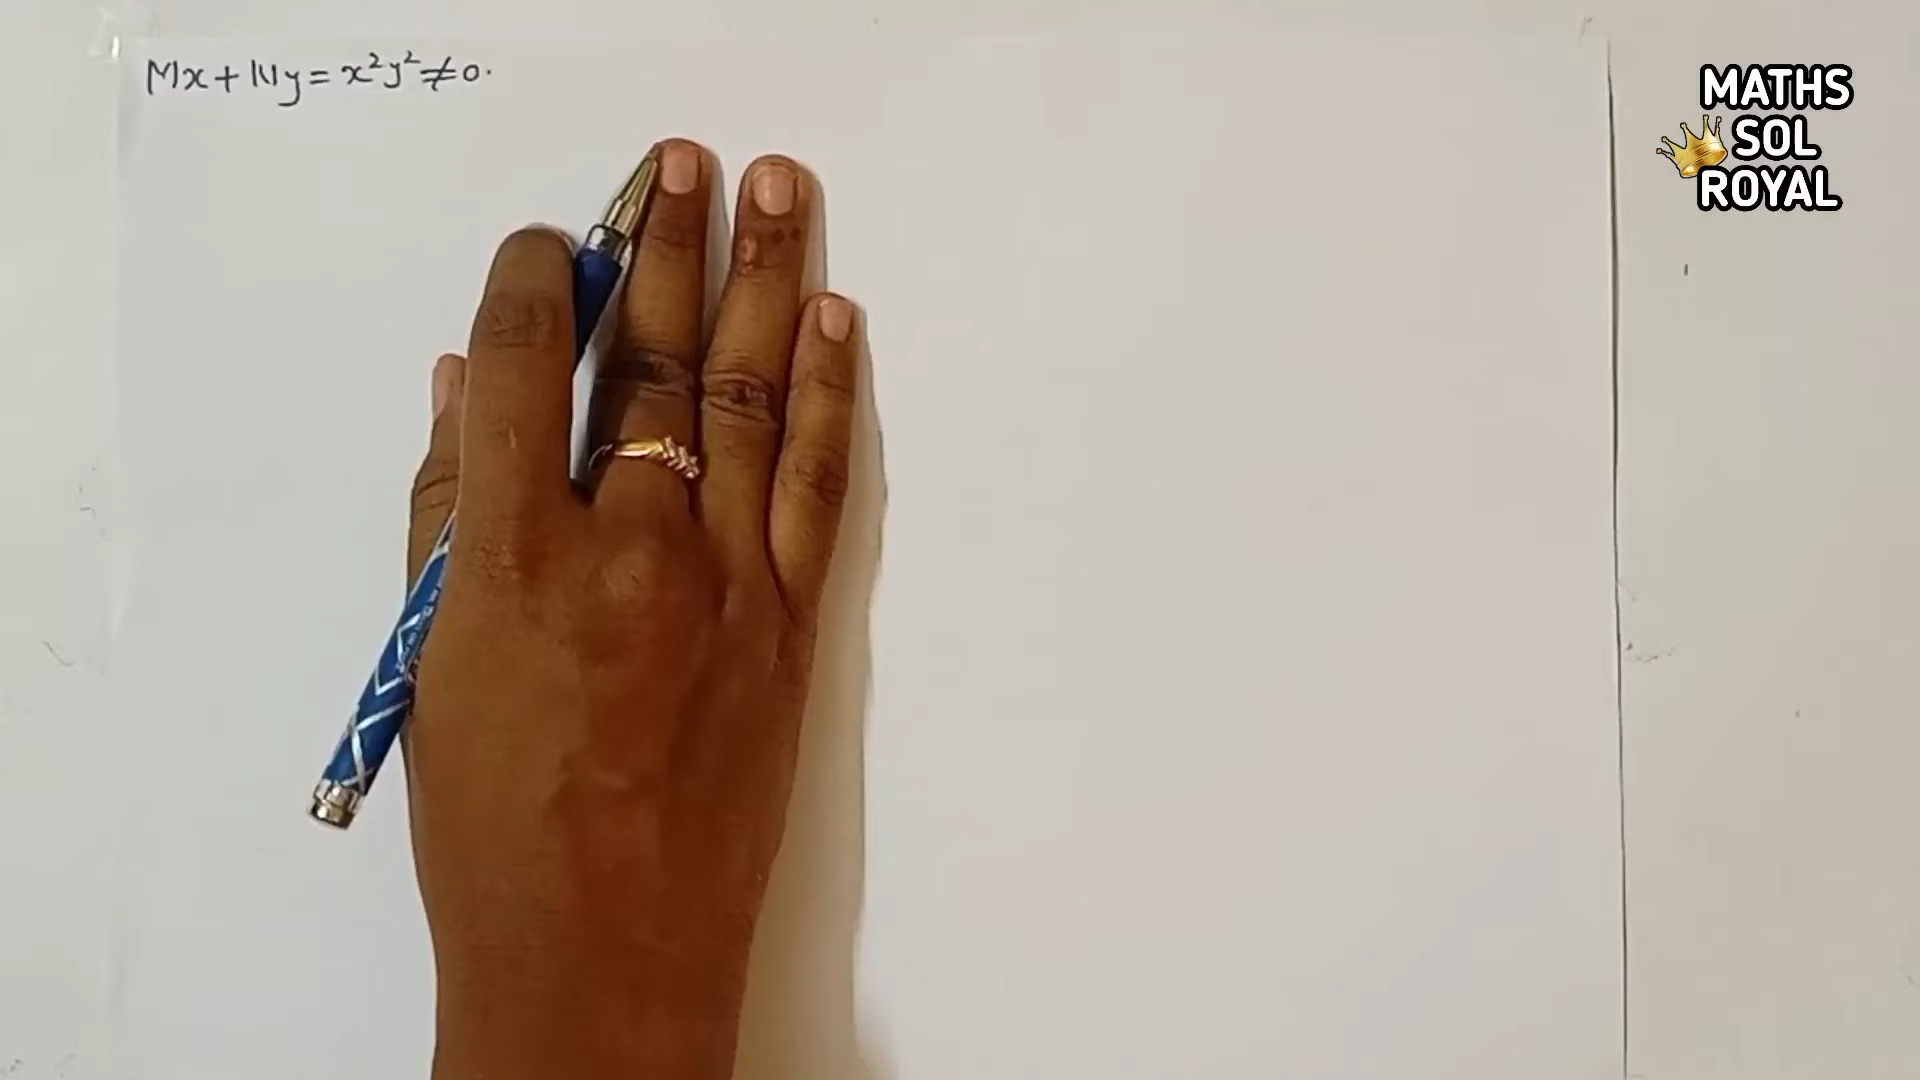 Mx + Ny = x²y² ≠ 0.
MATHS
SOL
ROYAL